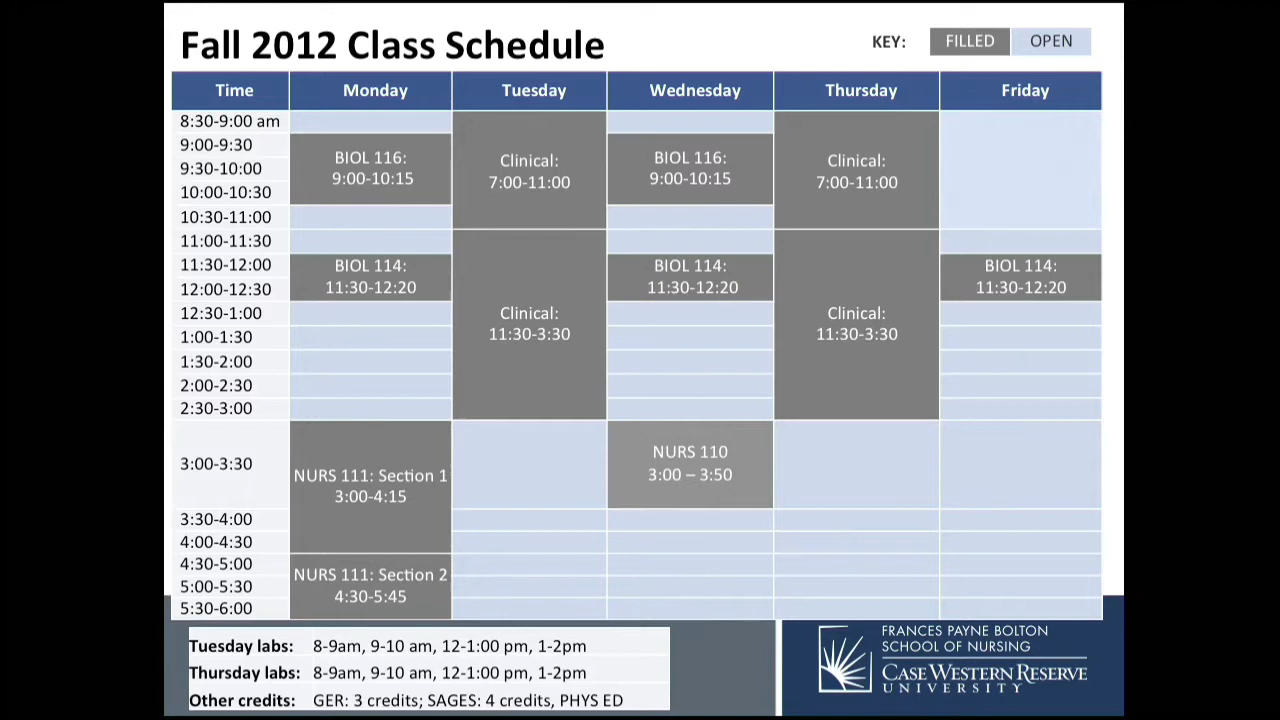 Fall 2012 Class Schedule
KEY: FILLED OPEN
Time Monday Tuesday Wednesday Thursday Friday
8:30-9:00 am
9:00-9:30
9:30-10:00
10:00-10:30
10:30-11:00
11:00-11:30
11:30-12:00
12:00-12:30
12:30-1:00
1:00-1:30
1:30-2:00
2:00-2:30
2:30-3:00
3:00-3:30
3:30-4:00
4:00-4:30
4:30-5:00
5:00-5:30
5:30-6:00
BIOL 116:
9:00-10:15
BIOL 114:
11:30-12:20
NURS 111: Section 1
3:00-4:15
NURS 111: Section 2
4:30-5:45
Clinical:
7:00-11:00
Clinical:
11:30-3:30
BIOL 116:
9:00-10:15
BIOL 114:
11:30-12:20
NURS 110
3:00 – 3:50
Clinical:
7:00-11:00
Clinical:
11:30-3:30
BIOL 114:
11:30-12:20
Tuesday labs: 8-9am, 9-10 am, 12-1:00 pm, 1-2pm
Thursday labs: 8-9am, 9-10 am, 12-1:00 pm, 1-2pm
Other credits: GER: 3 credits; SAGES: 4 credits, PHYS ED
FRANCES PAYNE BOLTON
SCHOOL OF NURSING
CASE WESTERN RESERVE
UNIVERSITY